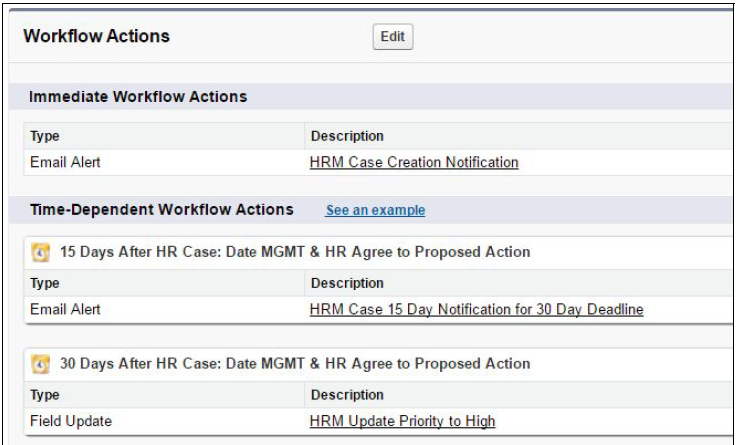 Workflow Actions Edit
Immediate Workflow Actions
Type Description
Email Alert HRM Case Creation Notification
Time-Dependent Workflow Actions See an example
15 Days After HR Case: Date MGMT & HR Agree to Proposed Action
Type Description
Email Alert HRM Case 15 Day Notification for 30 Day Deadline
30 Days After HR Case: Date MGMT & HR Agree to Proposed Action
Type Description
Field Update HRM Update Priority to High